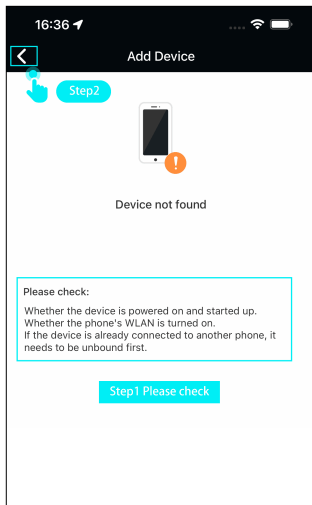 16:36
Add Device
Step2
Device not found
Please check:
Whether the device is powered on and started up.
Whether the phone's WLAN is turned on.
If the device is already connected to another phone, it
needs to be unbound first.
Step1 Please check